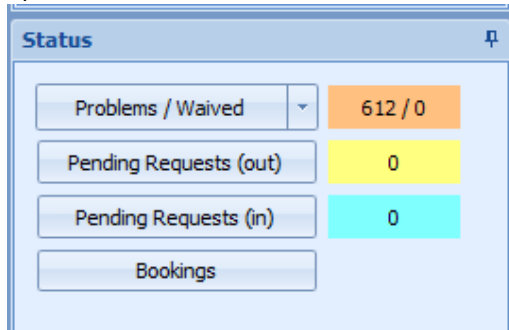 Status
Problems / Waived 612 / 0
Pending Requests (out) 0
Pending Requests (in) 0
Bookings